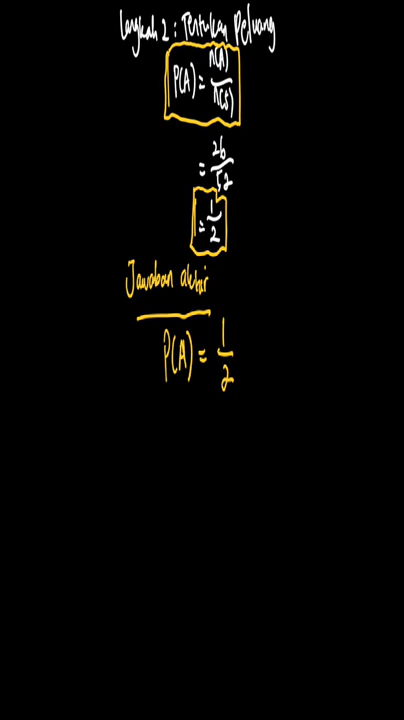 Langkah 2 : Tentukan Peluang
P(A) = n(A)/n(S)
= 26/52
= 1/2
Jawaban akhir
P(A) = 1/2